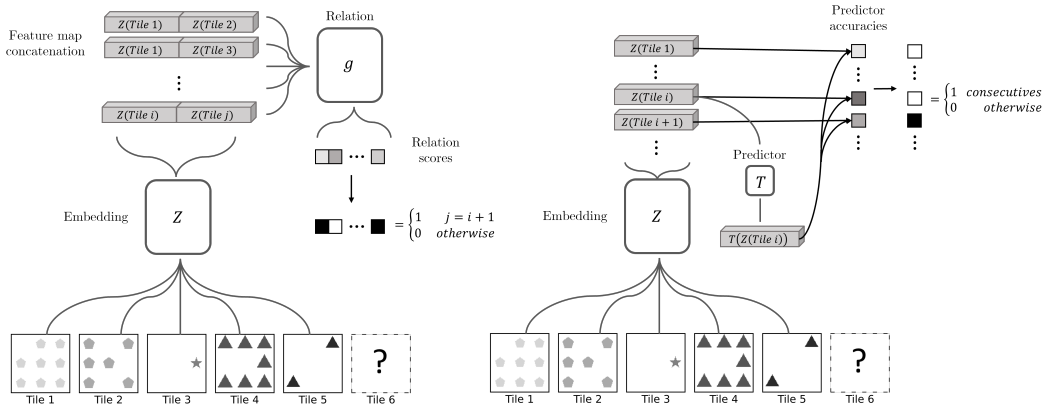 Feature map
concatenation
Z(Tile 1) Z(Tile 2)
Z(Tile 1) Z(Tile 3)
⋮
Z(Tile i) Z(Tile j)
Relation
g
Relation
scores
⋯
⋯ = {1 j = i + 1
0 otherwise
Embedding
Z
?
Tile 1 Tile 2 Tile 3 Tile 4 Tile 5 Tile 6
Predictor
accuracies
Z(Tile 1)
⋮
Z(Tile i)
Z(Tile i + 1)
⋮
= {1 consecutives
0 otherwise
Predictor
T
T(Z(Tile i))
Embedding
Z
?
Tile 1 Tile 2 Tile 3 Tile 4 Tile 5 Tile 6